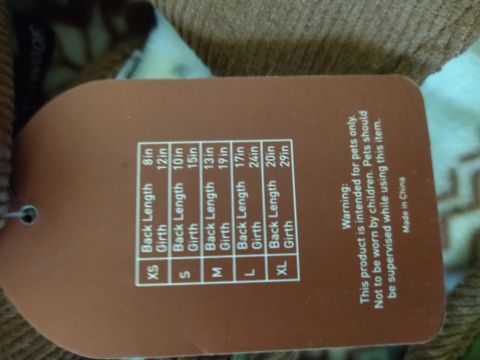 woof
XS Back Length 8in
Girth 12in
S Back Length 10in
Girth 15in
M Back Length 13in
Girth 19in
L Back Length 17in
Girth 24in
XL Back Length 20in
Girth 29in
Warning:
This product is intended for pets only.
Not to be worn by children. Pets should
be supervised while using this item.
Made in China